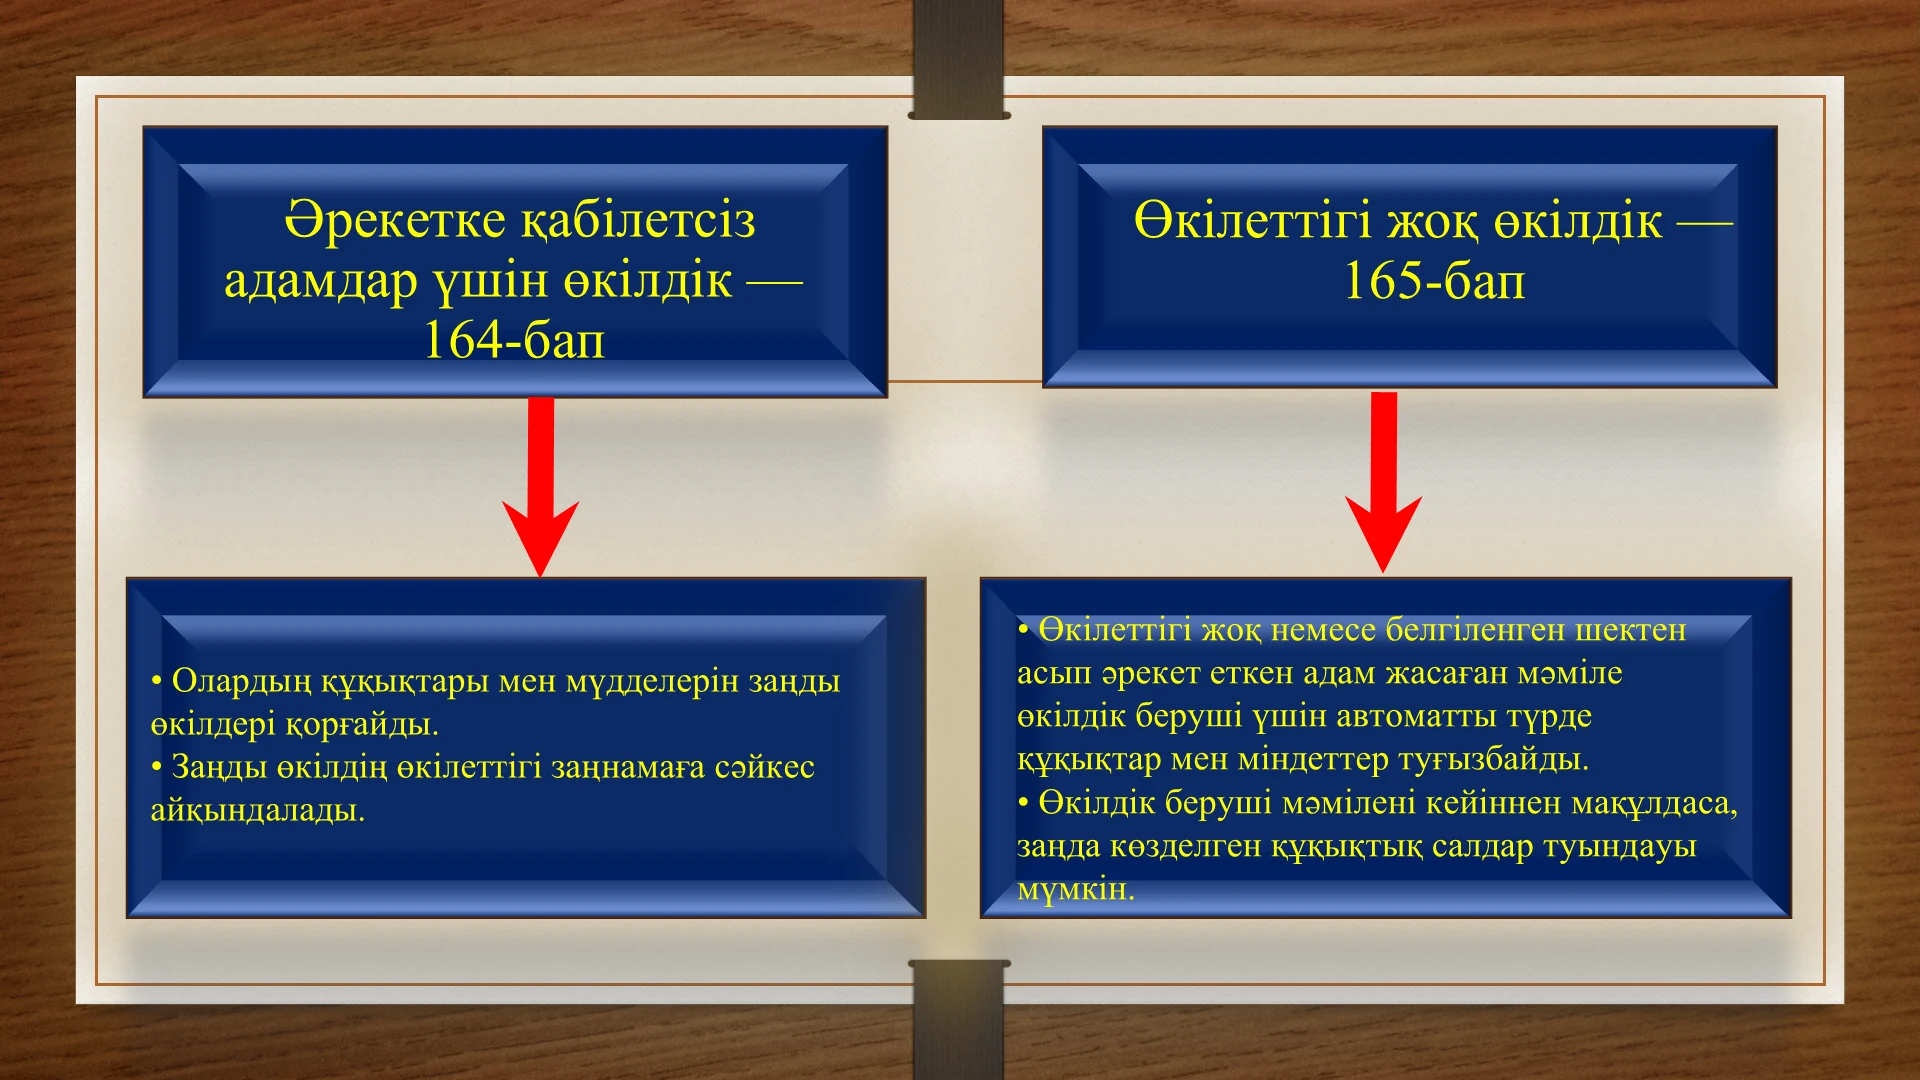 Әрекетке қабілетсіз
адамдар үшін өкілдік —
164-бап
Өкілеттігі жоқ өкілдік —
165-бап
• Олардың құқықтары мен мүдделерін заңды
өкілдері қорғайды.
• Заңды өкілдің өкілеттігі заңнамаға сәйкес
айқындалады.
• Өкілеттігі жоқ немесе белгіленген шектен
асып әрекет еткен адам жасаған мәміле
өкілдік беруші үшін автоматты түрде
құқықтар мен міндеттер туғызбайды.
• Өкілдік беруші мәмілені кейіннен мақұлдаса,
заңда көзделген құқықтық салдар туындауы
мүмкін.